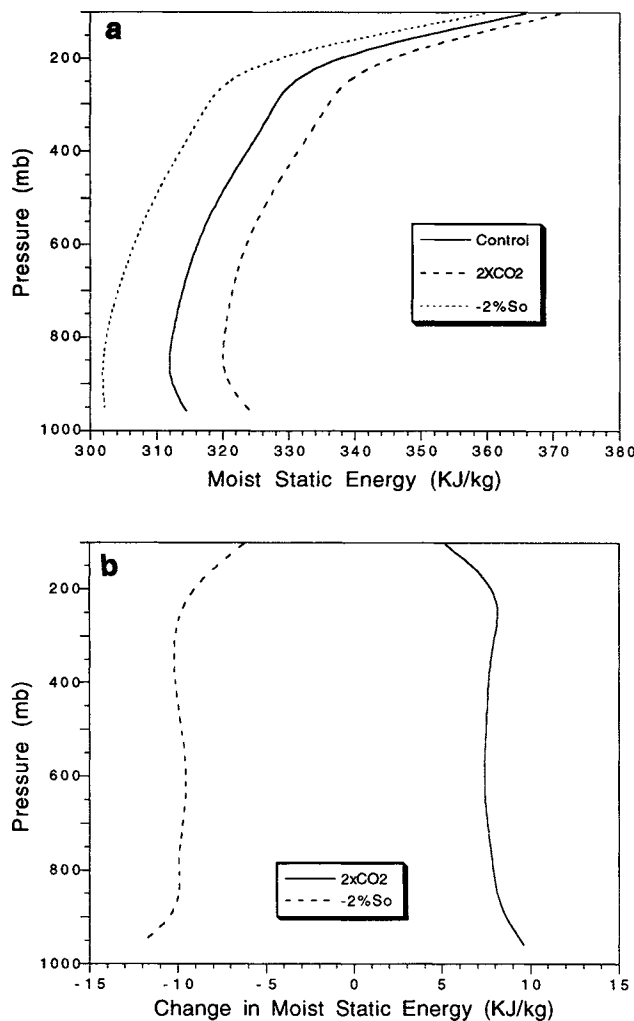 a
200
400
600
800
1000
Pressure (mb)
Control
2XCO2
-2%So
300 310 320 330 340 350 360 370 380
Moist Static Energy (KJ/kg)
b
200
400
600
800
1000
Pressure (mb)
2xCO2
-2%So
-15 -10 -5 0 5 10 15
Change in Moist Static Energy (KJ/kg)